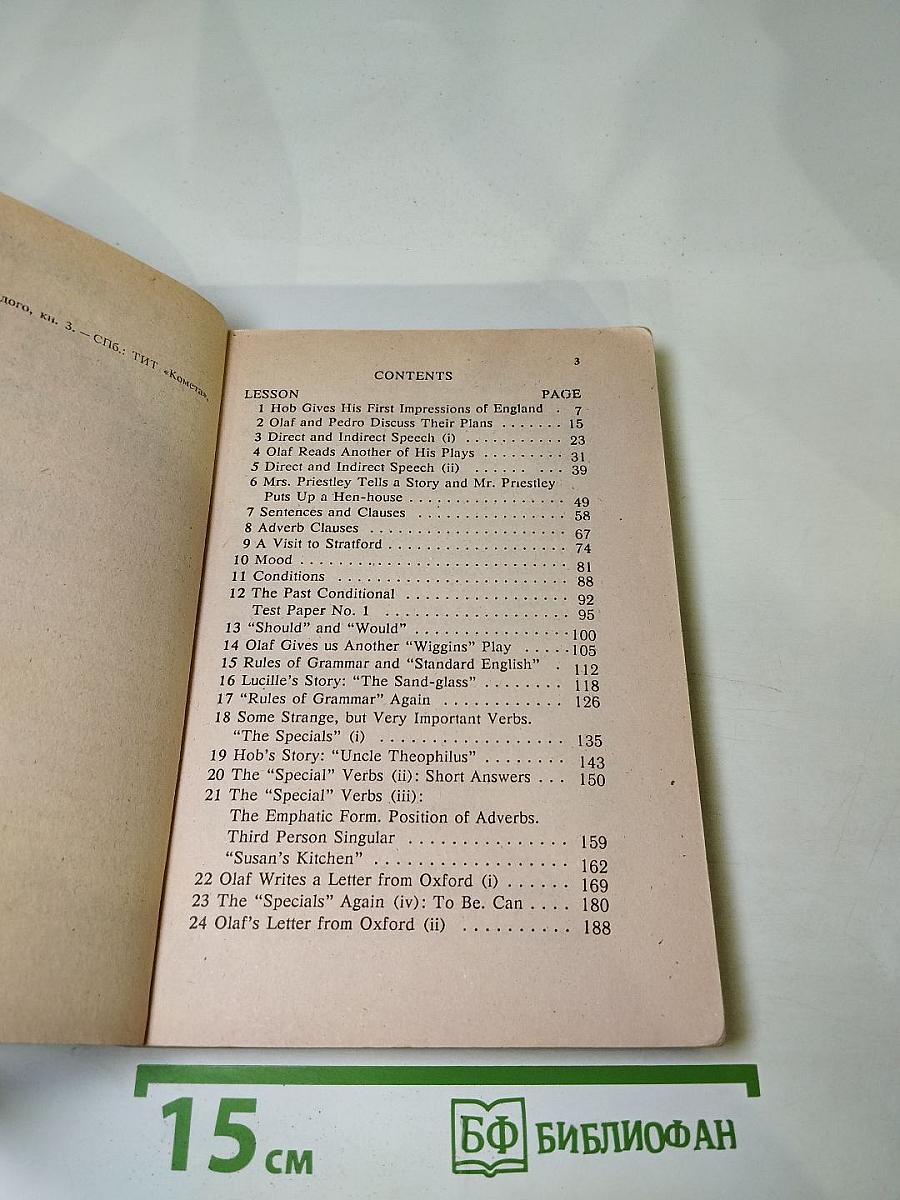 дого, кн. 3. — СПб.: ТИТ «Комета»,
3
CONTENTS
LESSON PAGE
1 Hob Gives His First Impressions of England . 7
2 Olaf and Pedro Discuss Their Plans ....... 15
3 Direct and Indirect Speech (i) .......... 23
4 Olaf Reads Another of His Plays ......... 31
5 Direct and Indirect Speech (ii) ...... ... 39
6 Mrs. Priestley Tells a Story and Mr. Priestley
Puts Up a Hen-house ................. 49
7 Sentences and Clauses ................ 58
8 Adverb Clauses ..................... 67
9 A Visit to Stratford ................... 74
10 Mood ............................ 81
11 Conditions ........................ 88
12 The Past Conditional ................. 92
Test Paper No. 1 ................... 95
13 “Should” and “Would” ................ 100
14 Olaf Gives us Another “Wiggins” Play ..... 105
15 Rules of Grammar and “Standard English” . 112
16 Lucille's Story: “The Sand-glass” ........ 118
17 “Rules of Grammar” Again ............ 126
18 Some Strange, but Very Important Verbs.
“The Specials” (i) .................. 135
19 Hob's Story: “Uncle Theophilus” ........ 143
20 The “Special” Verbs (ii): Short Answers ... 150
21 The “Special” Verbs (iii):
The Emphatic Form. Position of Adverbs.
Third Person Singular ............... 159
“Susan's Kitchen” .................. 162
22 Olaf Writes a Letter from Oxford (i) ...... 169
23 The “Specials” Again (iv): To Be. Can .... 180
24 Olaf's Letter from Oxford (ii) .......... 188
15 см
БФ БИБЛИОФАН